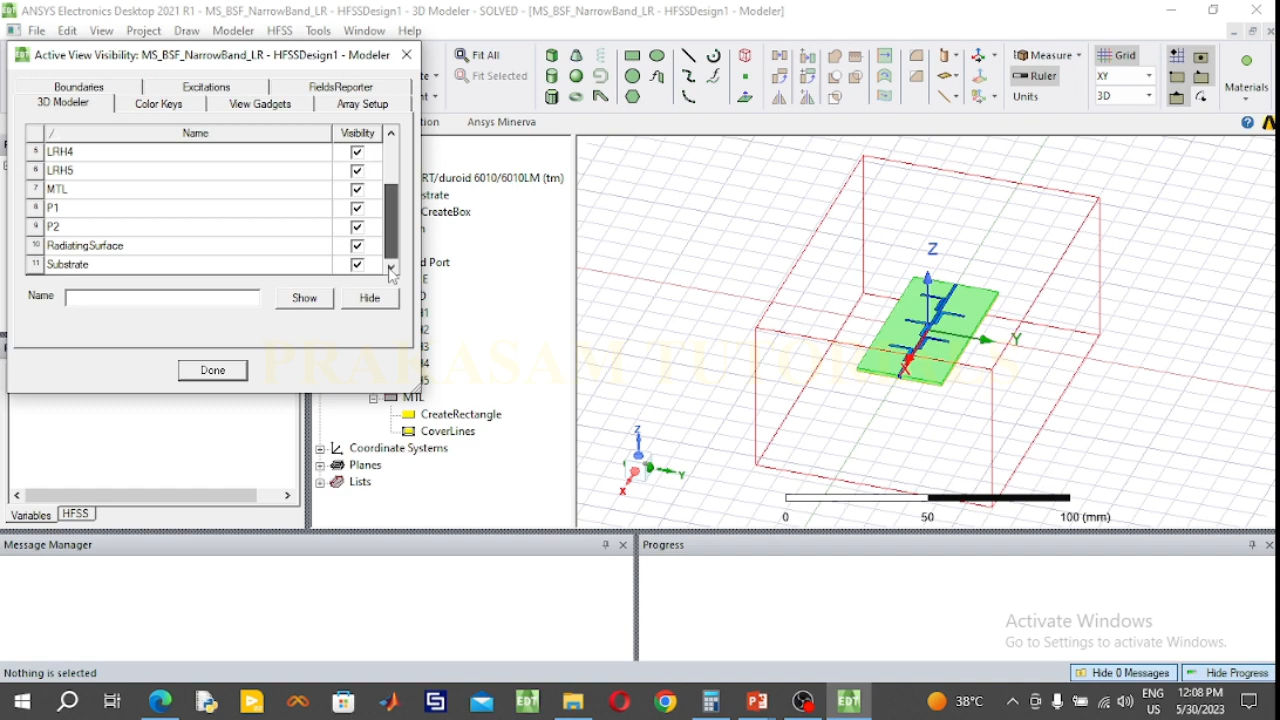 ANSYS Electronics Desktop 2021 R1 - MS_BSF_NarrowBand_LR - HFSSDesign1 - 3D Modeler - SOLVED - [MS_BSF_NarrowBand_LR - HFSSDesign1 - Modeler]
File Edit View Project Draw Modeler HFSS Tools Window Help
Active View Visibility: MS_BSF_NarrowBand_LR - HFSSDesign1 - Modeler
Fit All
Fit Selected
Measure
Grid
Ruler
XY
Units
3D
Materials
Boundaries Excitations FieldsReporter
3D Modeler Color Keys View Gadgets Array Setup
Ansys Minerva
Name Visibility
5 LRH4
6 LRH5
7 MTL
8 P1
9 P2
10 RadiatingSurface
11 Substrate
Name Show Hide
Done
RT/duroid 6010/6010LM (tm)
strate
CreateBox
d Port
MTL
CreateRectangle
CoverLines
Coordinate Systems
Planes
Lists
Z
Y
X
Z
Y
X
0 50 100 (mm)
PRAKASAM TUTORICS
Variables HFSS
Message Manager
Progress
Activate Windows
Go to Settings to activate Windows.
Nothing is selected
Hide 0 Messages Hide Progress
EDT
EDT
38°C
ENG
US
12:08 PM
5/30/2023